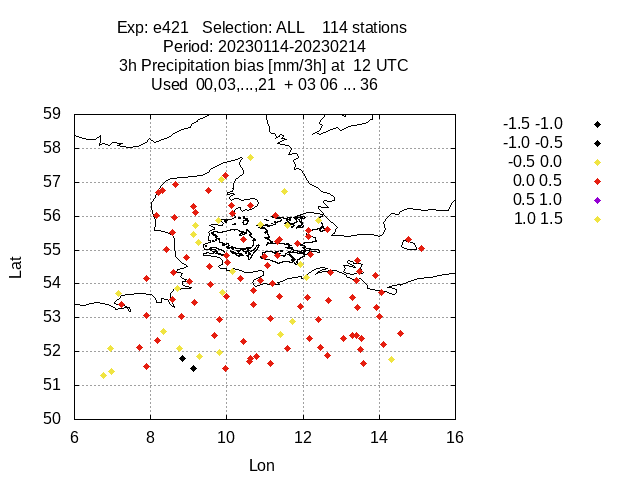 Exp: e421 Selection: ALL 114 stations
Period: 20230114-20230214
3h Precipitation bias [mm/3h] at 12 UTC
Used 00,03,...,21 + 03 06 ... 36
-1.5 -1.0
-1.0 -0.5
-0.5 0.0
0.0 0.5
0.5 1.0
1.0 1.5
59
58
57
56
55
54
53
52
51
50
Lat
6 8 10 12 14 16
Lon